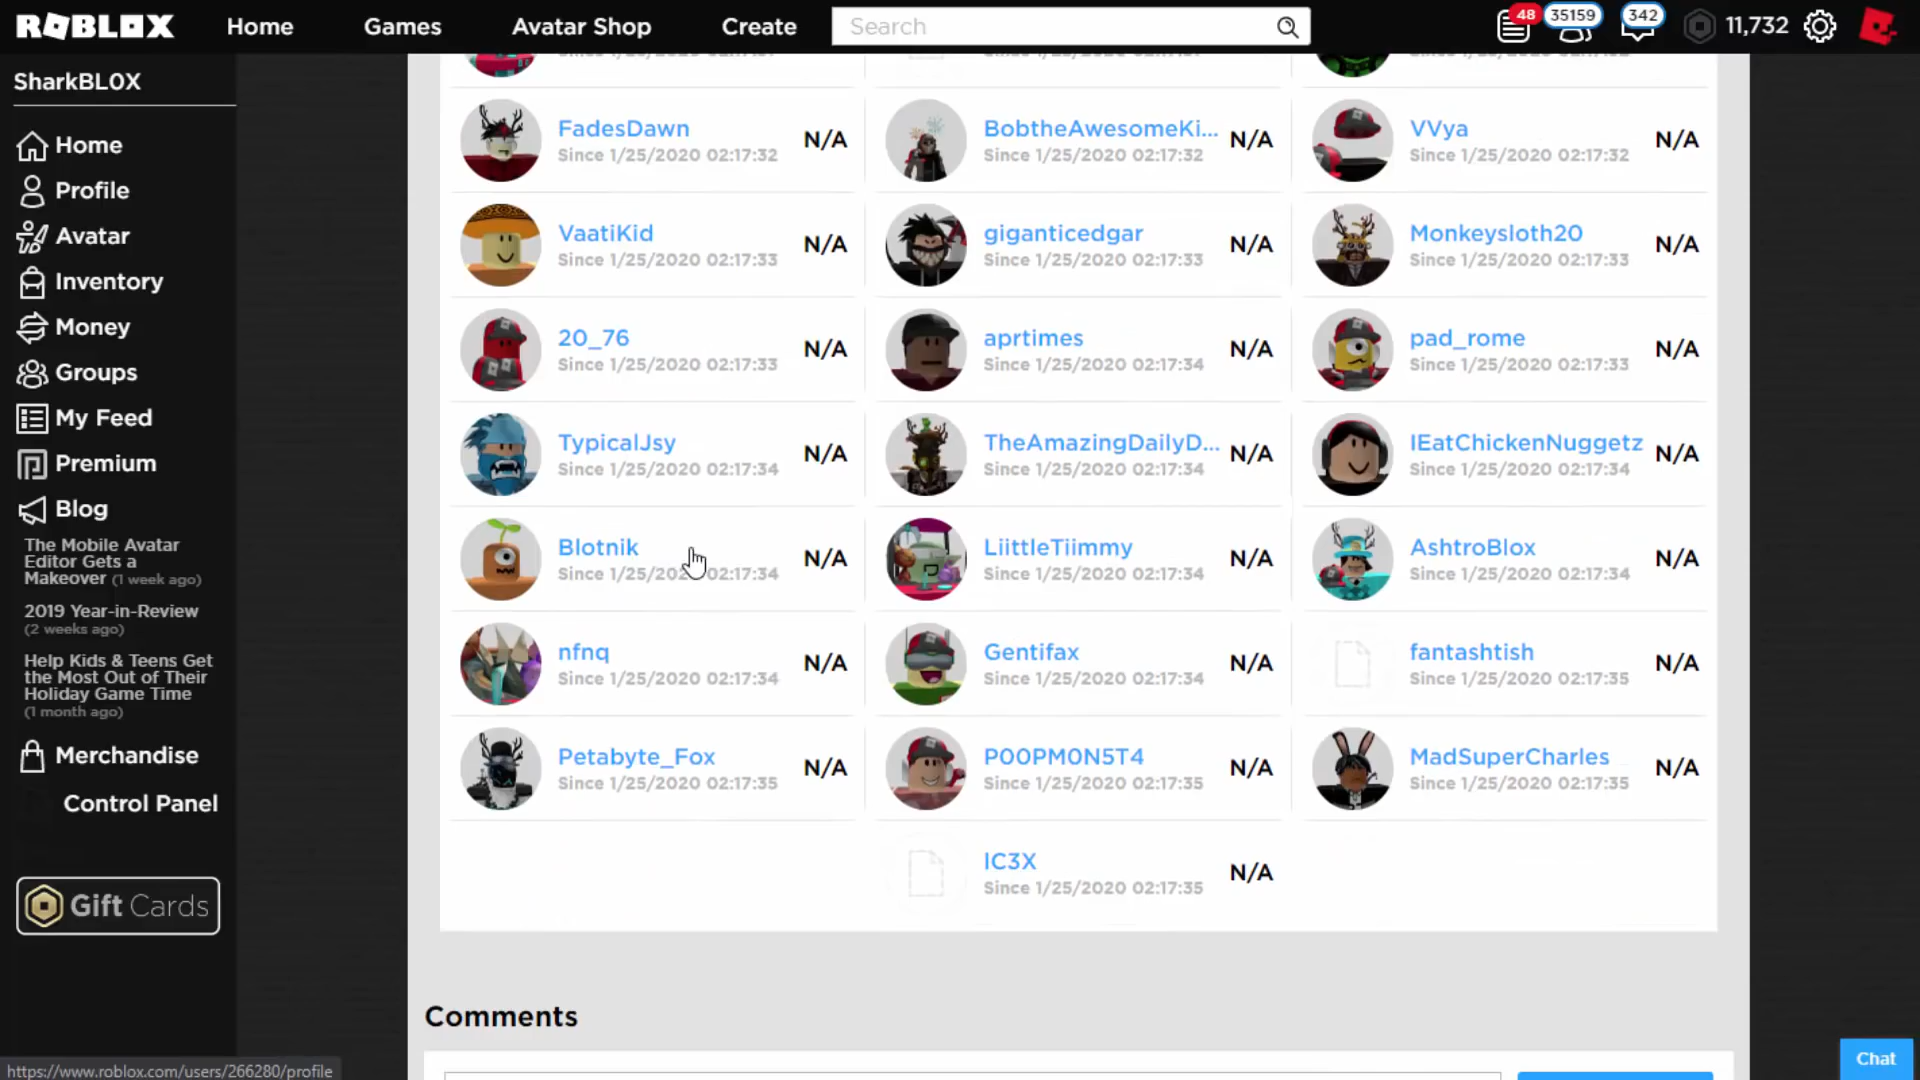 ROBLOX
Home
Games
Avatar Shop
Create
Search
48
35159
342
11,732
SharkBL0X
Home
Profile
Avatar
Inventory
Money
Groups
My Feed
Premium
Blog
The Mobile Avatar
Editor Gets a
Makeover (1 week ago)
2019 Year-in-Review
(2 weeks ago)
Help Kids & Teens Get
the Most Out of Their
Holiday Game Time
(1 month ago)
Merchandise
Control Panel
Gift Cards
FadesDawn
Since 1/25/2020 02:17:32
N/A
BobtheAwesomeKi...
Since 1/25/2020 02:17:32
N/A
VVya
Since 1/25/2020 02:17:32
N/A
VaatiKid
Since 1/25/2020 02:17:33
N/A
giganticedgar
Since 1/25/2020 02:17:33
N/A
Monkeysloth20
Since 1/25/2020 02:17:33
N/A
20_76
Since 1/25/2020 02:17:33
N/A
aprtimes
Since 1/25/2020 02:17:34
N/A
pad_rome
Since 1/25/2020 02:17:33
N/A
TypicalJsy
Since 1/25/2020 02:17:34
N/A
TheAmazingDailyD...
Since 1/25/2020 02:17:34
N/A
IEatChickenNuggetz
Since 1/25/2020 02:17:34
N/A
Blotnik
Since 1/25/2020 02:17:34
N/A
LiittleTiimmy
Since 1/25/2020 02:17:34
N/A
AshtroBlox
Since 1/25/2020 02:17:34
N/A
nfnq
Since 1/25/2020 02:17:34
N/A
Gentifax
Since 1/25/2020 02:17:34
N/A
fantashtish
Since 1/25/2020 02:17:35
N/A
Petabyte_Fox
Since 1/25/2020 02:17:35
N/A
P00PM0N5T4
Since 1/25/2020 02:17:35
N/A
MadSuperCharles
Since 1/25/2020 02:17:35
N/A
IC3X
Since 1/25/2020 02:17:35
N/A
Comments
Chat
https://www.roblox.com/users/266280/profile